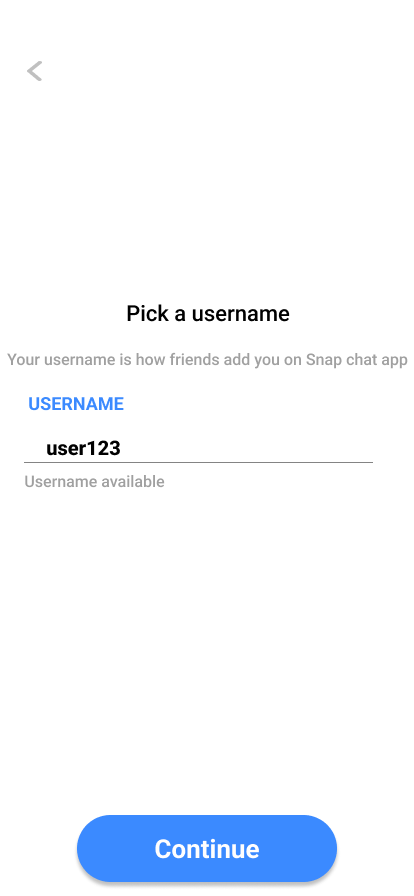 Pick a username
Your username is how friends add you on Snap chat app
USERNAME
user123
Username available
Continue